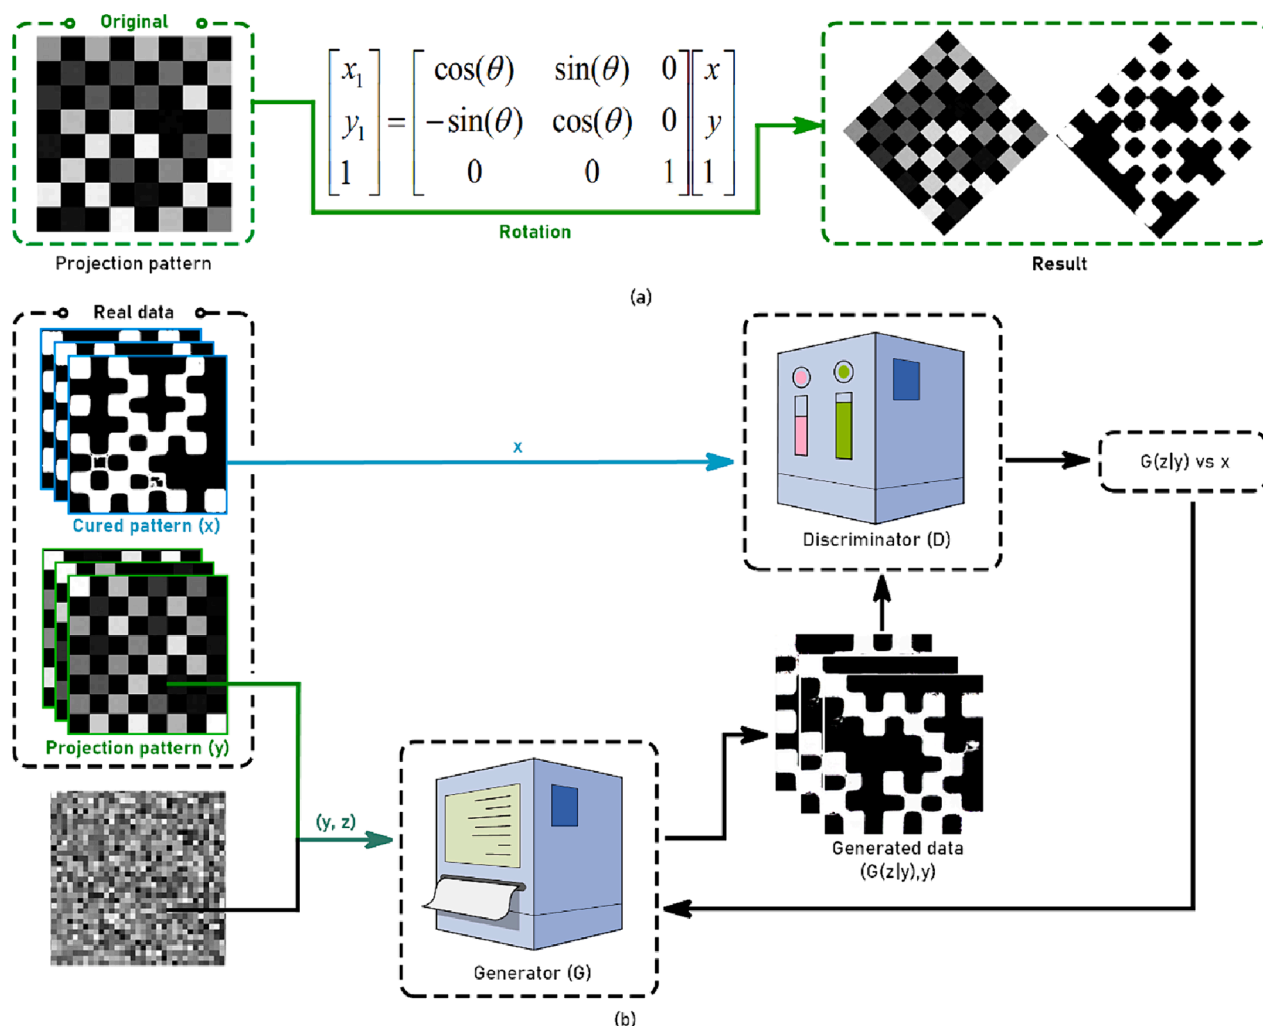 Original
[x₁ y₁ 1] = [cos(θ) sin(θ) 0 −sin(θ) cos(θ) 0 0 0 1] [x y 1]
Rotation
Projection pattern
Result
(a)
Real data
x
Cured pattern (x)
Discriminator (D)
G(z|y) vs x
Projection pattern (y)
(y, z)
Generated data
(G(z|y),y)
Generator (G)
(b)